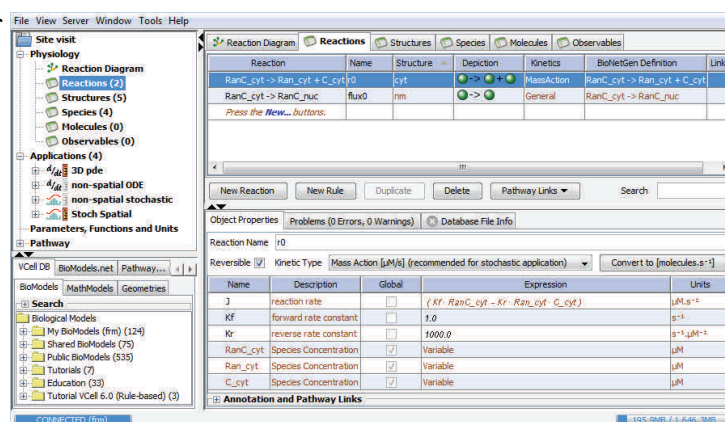 File View Server Window Tools Help
Site visit
Physiology
Reaction Diagram
Reactions (2)
Structures (5)
Species (4)
Molecules (0)
Observables (0)
Applications (4)
d/dt 3D pde
d/dt non-spatial ODE
non-spatial stochastic
Stoch Spatial
Parameters, Functions and Units
Pathway
VCell DB BioModels.net Pathway...
BioModels MathModels Geometries
Search
Biological Models
My BioModels (frm) (124)
Shared BioModels (75)
Public BioModels (535)
Tutorials (7)
Education (33)
Tutorial VCell 6.0 (Rule-based) (3)
CONNECTED (frm)
Reaction Diagram Reactions Structures Species Molecules Observables
Reaction Name Structure Depiction Kinetics BioNetGen Definition Link
RanC_cyt -> Ran_cyt + C_cyt r0 cyt -> + MassAction RanC_cyt -> Ran_cyt + C_cyt
RanC_cyt -> RanC_nuc flux0 nm -> General RanC_cyt -> RanC_nuc
Press the New... buttons.
New Reaction New Rule Duplicate Delete Pathway Links Search
Object Properties Problems (0 Errors, 0 Warnings) Database File Info
Reaction Name r0
Reversible Kinetic Type Mass Action [µM/s] (recommended for stochastic application) Convert to [molecules.s⁻¹]
Name Description Global Expression Units
J reaction rate (Kf · RanC_cyt - Kr · Ran_cyt · C_cyt) µM.s⁻¹
Kf forward rate constant 1.0 s⁻¹
Kr reverse rate constant 1000.0 s⁻¹.µM⁻¹
RanC_cyt Species Concentration Variable µM
Ran_cyt Species Concentration Variable µM
C_cyt Species Concentration Variable µM
Annotation and Pathway Links
195.9MB / 1,646.3MB